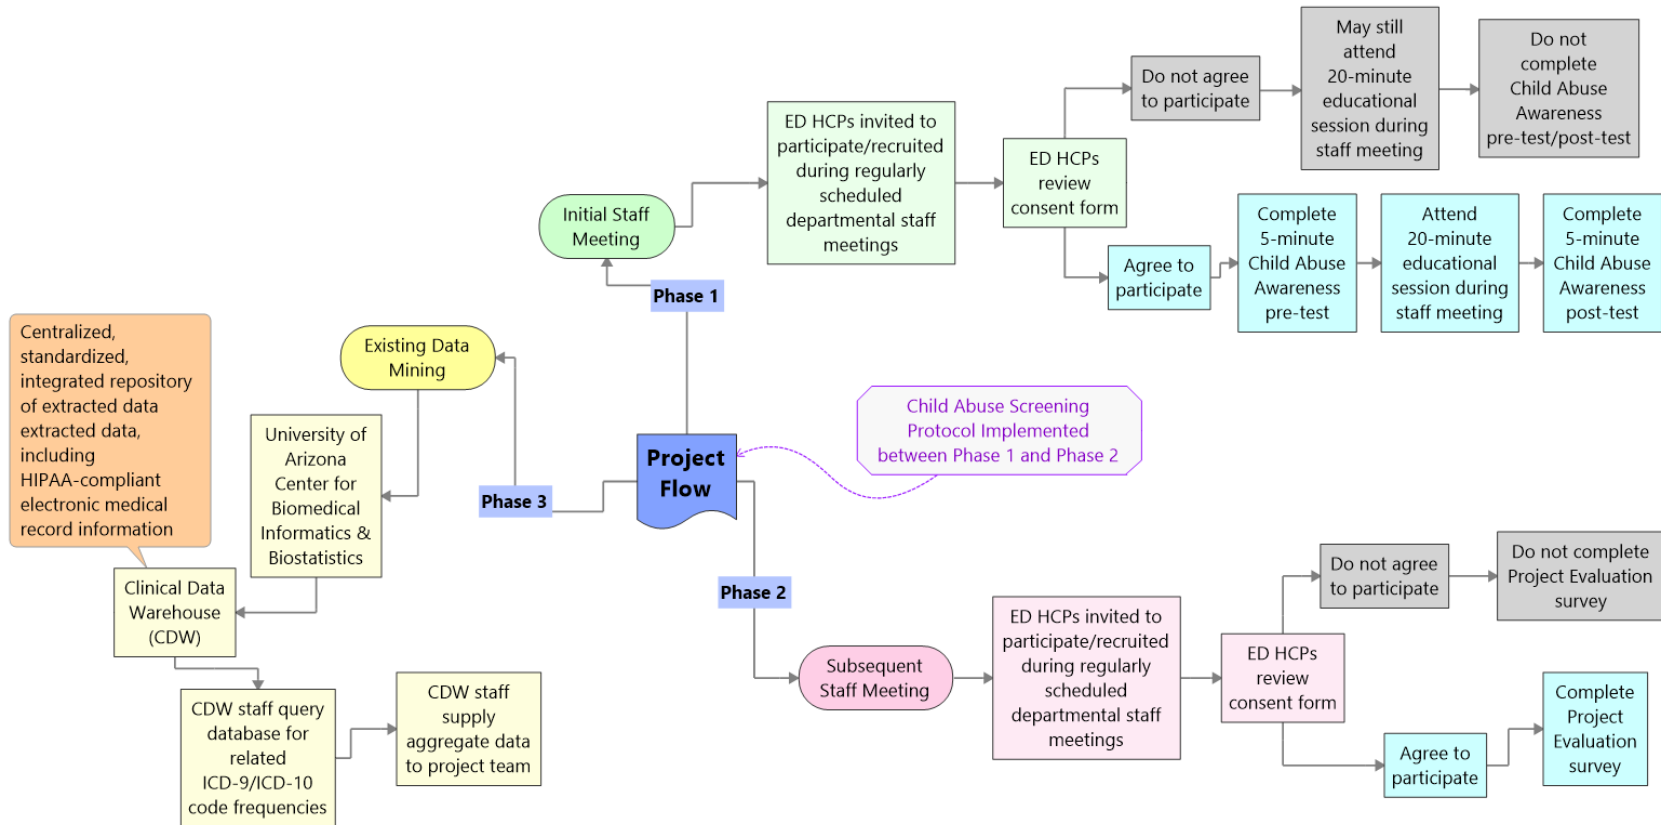 Project
Flow
Child Abuse Screening
Protocol Implemented
between Phase 1 and Phase 2
Phase 1
Initial Staff
Meeting
ED HCPs invited to
participate/recruited
during regularly
scheduled
departmental staff
meetings
ED HCPs
review
consent form
Do not agree
to participate
May still
attend
20-minute
educational
session during
staff meeting
Do not
complete
Child Abuse
Awareness
pre-test/post-test
Agree to
participate
Complete
5-minute
Child Abuse
Awareness
pre-test
Attend
20-minute
educational
session during
staff meeting
Complete
5-minute
Child Abuse
Awareness
post-test
Phase 2
Subsequent
Staff Meeting
ED HCPs invited to
participate/recruited
during regularly
scheduled
departmental staff
meetings
ED HCPs
review
consent form
Do not agree
to participate
Do not complete
Project Evaluation
survey
Agree to
participate
Complete
Project
Evaluation
survey
Phase 3
Existing Data
Mining
University of
Arizona
Center for
Biomedical
Informatics &
Biostatistics
Centralized,
standardized,
integrated repository
of extracted data
extracted data,
including
HIPAA-compliant
electronic medical
record information
Clinical Data
Warehouse
(CDW)
CDW staff query
database for
related
ICD-9/ICD-10
code frequencies
CDW staff
supply
aggregate data
to project team